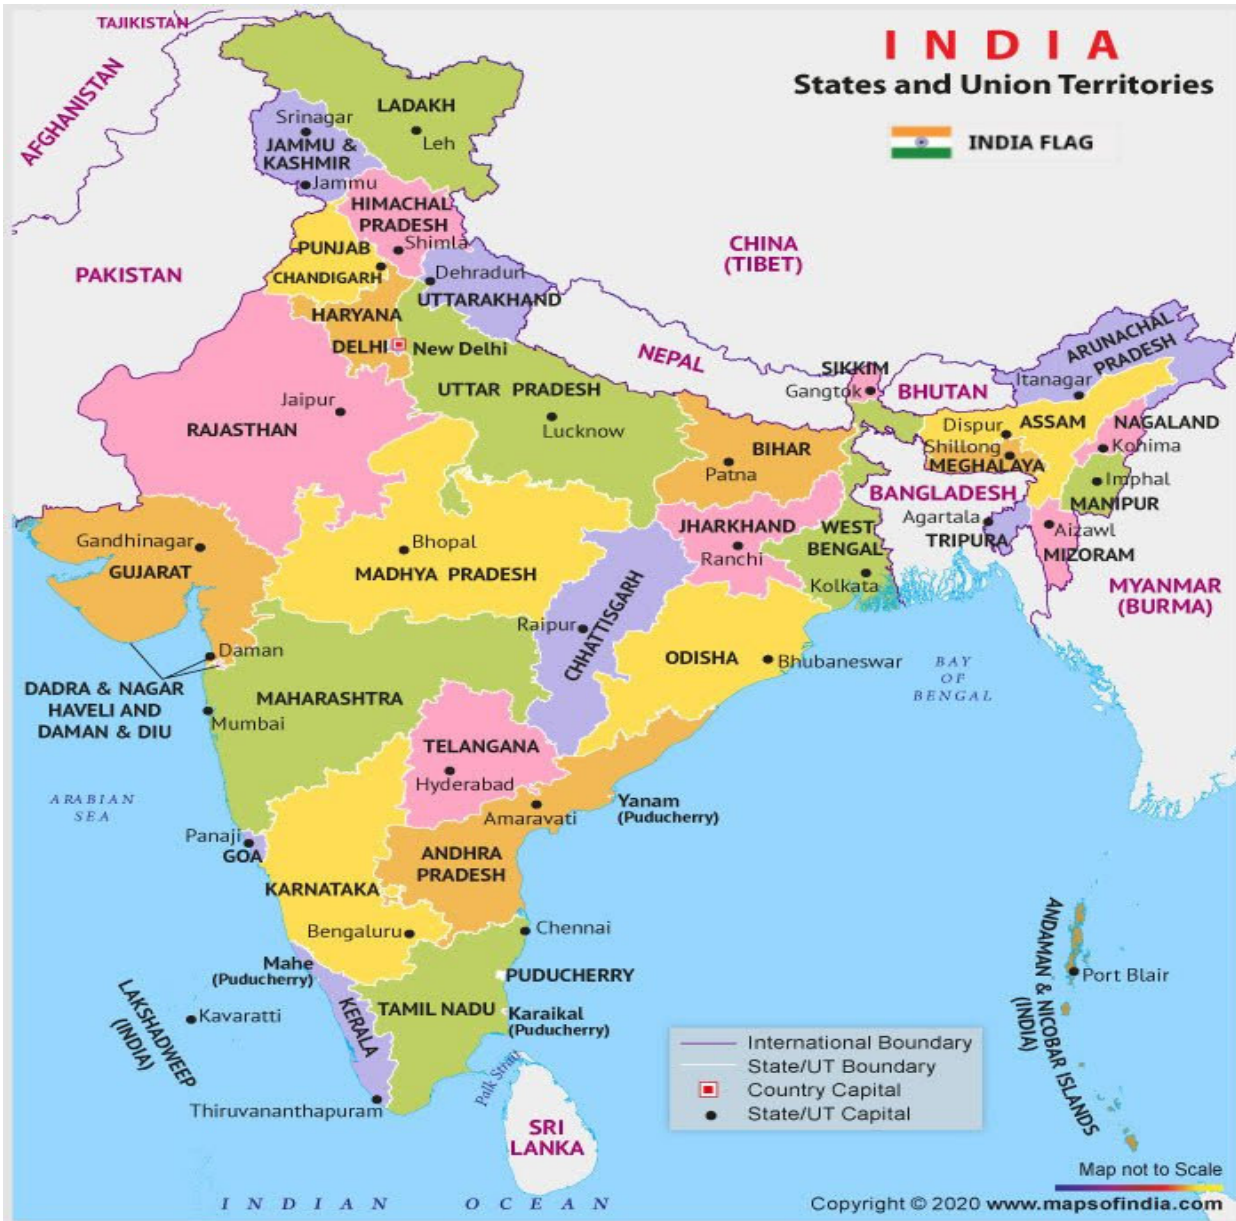 TAJIKISTAN
INDIA
States and Union Territories
INDIA FLAG
AFGHANISTAN
LADAKH
Leh
Srinagar
JAMMU &
KASHMIR
Jammu
HIMACHAL
PRADESH
Shimla
PUNJAB
CHANDIGARH
PAKISTAN
CHINA
(TIBET)
Dehradun
UTTARAKHAND
HARYANA
DELHI
New Delhi
NEPAL
UTTAR PRADESH
Lucknow
Jaipur
RAJASTHAN
SIKKIM
Gangtok
BHUTAN
ARUNACHAL
PRADESH
Itanagar
Dispur
ASSAM
NAGALAND
Kohima
Shillong
MEGHALAYA
BIHAR
Patna
Imphal
MANIPUR
BANGLADESH
Agartala
TRIPURA
Aizawl
MIZORAM
JHARKHAND
Ranchi
WEST
BENGAL
Kolkata
MYANMAR
(BURMA)
Gandhinagar
GUJARAT
Bhopal
MADHYA PRADESH
CHHATTISGARH
Raipur
ODISHA
Bhubaneswar
BAY
OF
BENGAL
Daman
DADRA & NAGAR
HAVELI AND
DAMAN & DIU
MAHARASHTRA
Mumbai
TELANGANA
Hyderabad
ARABIAN
SEA
Amaravati
Yanam
(Puducherry)
Panaji
GOA
ANDHRA
PRADESH
KARNATAKA
Bengaluru
Chennai
Mahe
(Puducherry)
PUDUCHERRY
TAMIL NADU
Karaikal
(Puducherry)
KERALA
LAKSHADWEEP
(INDIA)
Kavaratti
Thiruvananthapuram
Palk Strait
SRI
LANKA
ANDAMAN & NICOBAR ISLANDS
(INDIA)
Port Blair
International Boundary
State/UT Boundary
Country Capital
State/UT Capital
INDIAN OCEAN
Map not to Scale
Copyright © 2020 www.mapsofindia.com